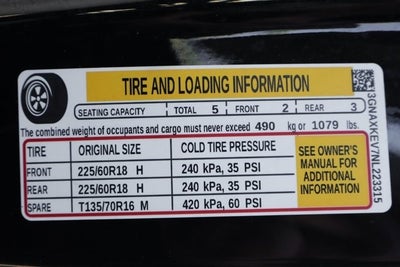 TIRE AND LOADING INFORMATION
SEATING CAPACITY TOTAL 5 FRONT 2 REAR 3
The combined weight of occupants and cargo must never exceed 490 kg or 1079 lbs.
TIRE ORIGINAL SIZE COLD TIRE PRESSURE
FRONT 225/60R18 H 240 kPa, 35 PSI
REAR 225/60R18 H 240 kPa, 35 PSI
SPARE T135/70R16 M 420 kPa, 60 PSI
SEE OWNER'S
MANUAL FOR
ADDITIONAL
INFORMATION
3GNAXKEV7NL223315